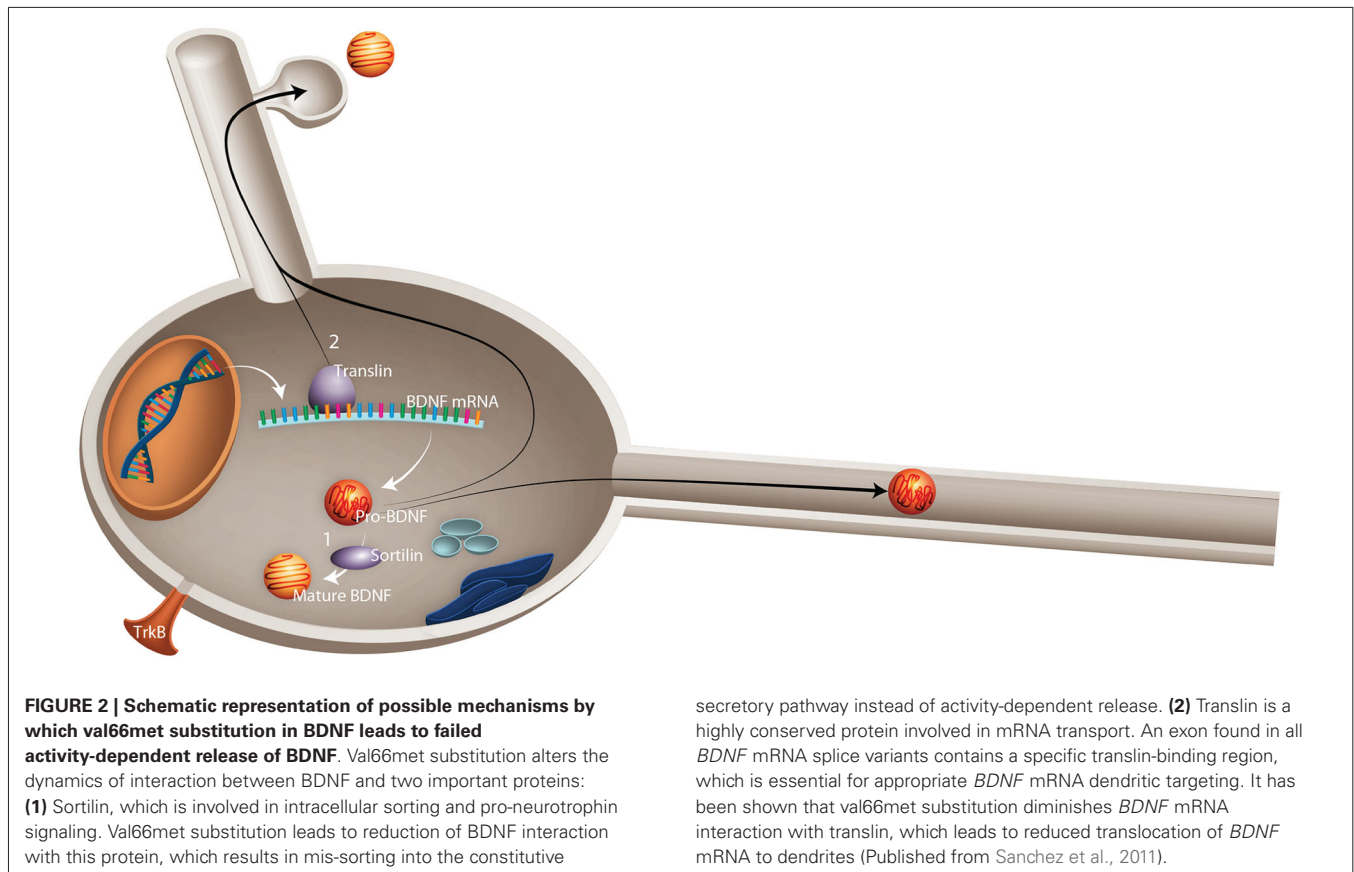 2
Translin
BDNF mRNA
Pro-BDNF
1
Sortilin
Mature BDNF
TrkB
FIGURE 2 | Schematic representation of possible mechanisms by
which val66met substitution in BDNF leads to failed
activity-dependent release of BDNF. Val66met substitution alters the
dynamics of interaction between BDNF and two important proteins:
(1) Sortilin, which is involved in intracellular sorting and pro-neurotrophin
signaling. Val66met substitution leads to reduction of BDNF interaction
with this protein, which results in mis-sorting into the constitutive
secretory pathway instead of activity-dependent release. (2) Translin is a
highly conserved protein involved in mRNA transport. An exon found in all
BDNF mRNA splice variants contains a specific translin-binding region,
which is essential for appropriate BDNF mRNA dendritic targeting. It has
been shown that val66met substitution diminishes BDNF mRNA
interaction with translin, which leads to reduced translocation of BDNF
mRNA to dendrites (Published from Sanchez et al., 2011).